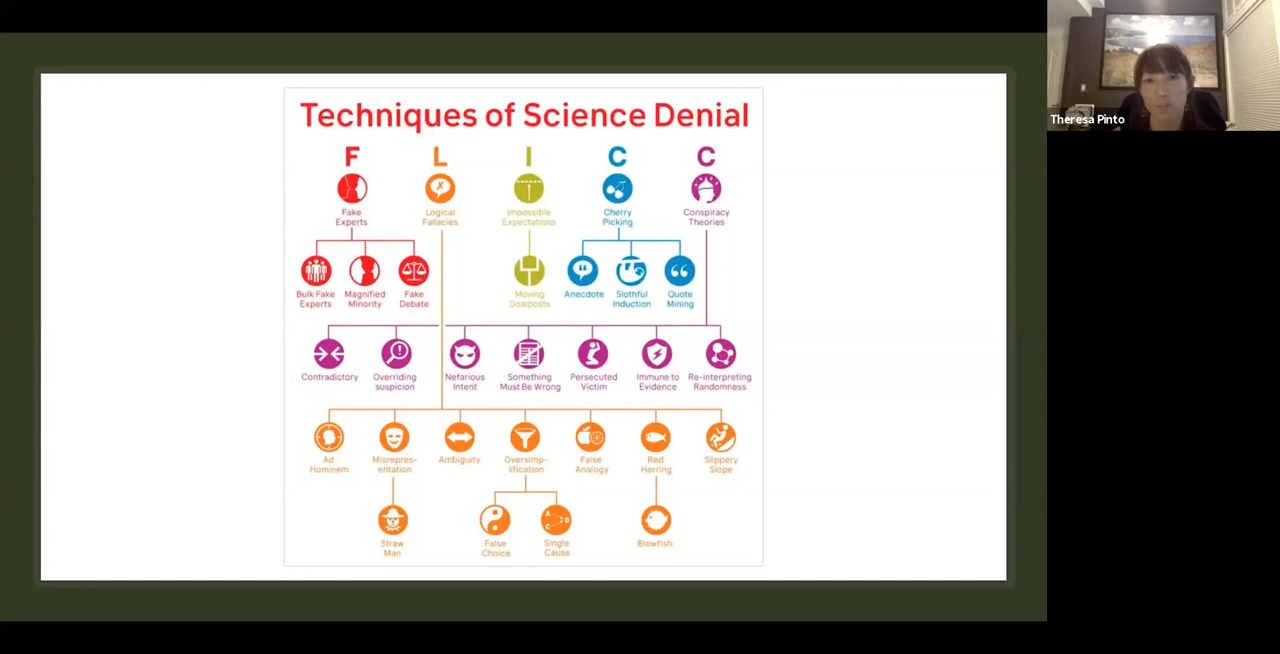 Techniques of Science Denial
F L I C C
Fake
Experts
Logical
Fallacies
Impossible
Expectations
Cherry
Picking
Conspiracy
Theories
Bulk Fake
Experts
Magnified
Minority
Fake
Debate
Moving
Goalposts
Anecdote
Slothful
Induction
Quote
Mining
Contradictory
Overriding
suspicion
Nefarious
Intent
Something
Must Be Wrong
Persecuted
Victim
Immune to
Evidence
Re-interpreting
Randomness
Ad
Hominem
Misrepres-
entation
Ambiguity
Oversimp-
lification
False
Analogy
Red
Herring
Slippery
Slope
Straw
Man
False
Choice
A
B
C
Single
Cause
Blowfish
Theresa Pinto